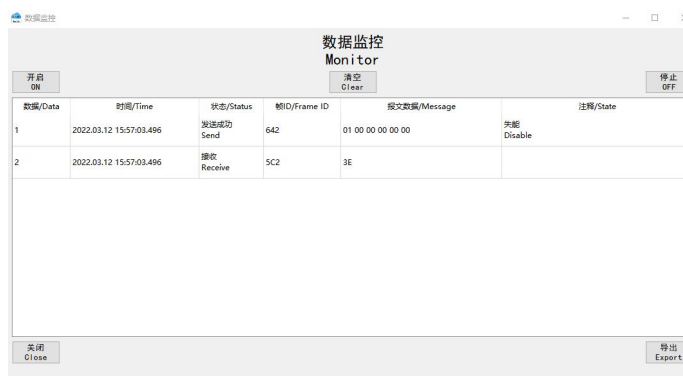 数据监控
数据监控
Monitor
开启
ON
清空
Clear
停止
OFF
数据/Data 时间/Time 状态/Status 帧ID/Frame ID 报文数据/Message 注释/State
1 2022.03.12 15:57:03.496 发送成功 Send 642 01 00 00 00 00 00 失能 Disable
2 2022.03.12 15:57:03.496 接收 Receive 5C2 3E
关闭
Close
导出
Export